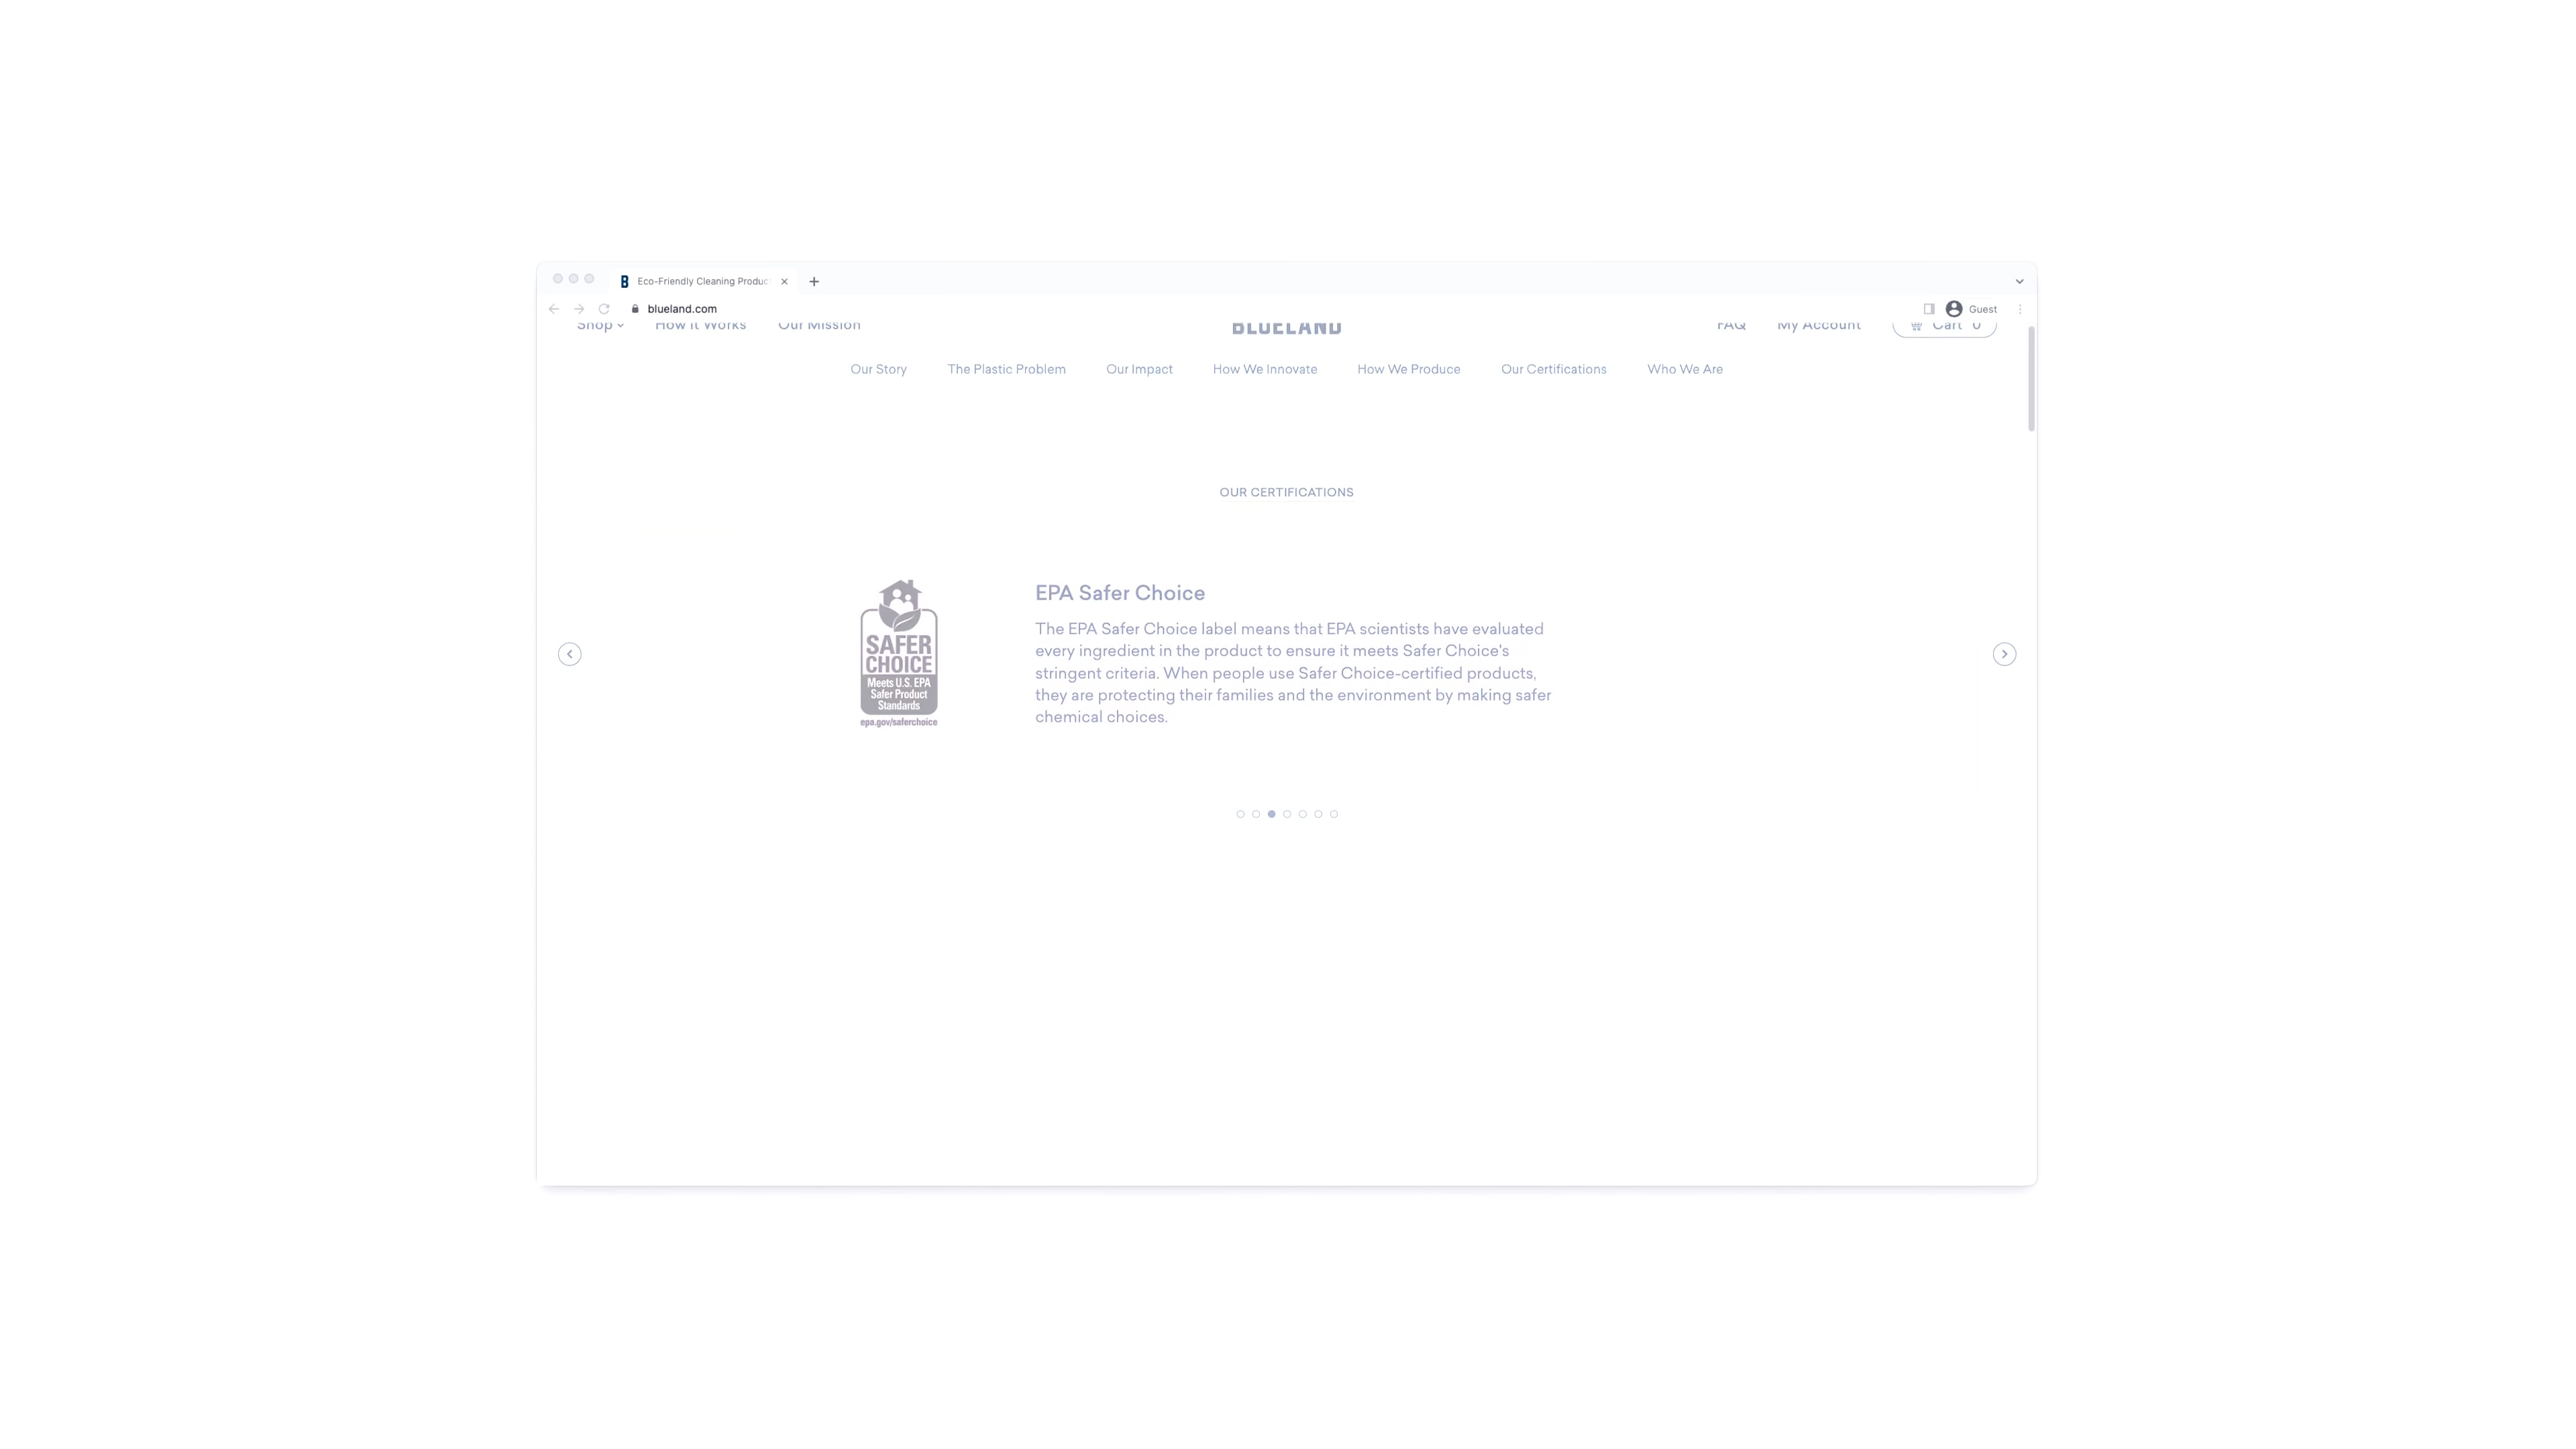 Eco-Friendly Cleaning Produc
blueland.com
Guest
Shop
How it Works
Our Mission
BLUELAND
FAQ
My Account
Cart 0
Our Story
The Plastic Problem
Our Impact
How We Innovate
How We Produce
Our Certifications
Who We Are
OUR CERTIFICATIONS
SAFER
CHOICE
Meets U.S. EPA
Safer Product
Standards
epa.gov/saferchoice
EPA Safer Choice
The EPA Safer Choice label means that EPA scientists have evaluated
every ingredient in the product to ensure it meets Safer Choice's
stringent criteria. When people use Safer Choice-certified products,
they are protecting their families and the environment by making safer
chemical choices.